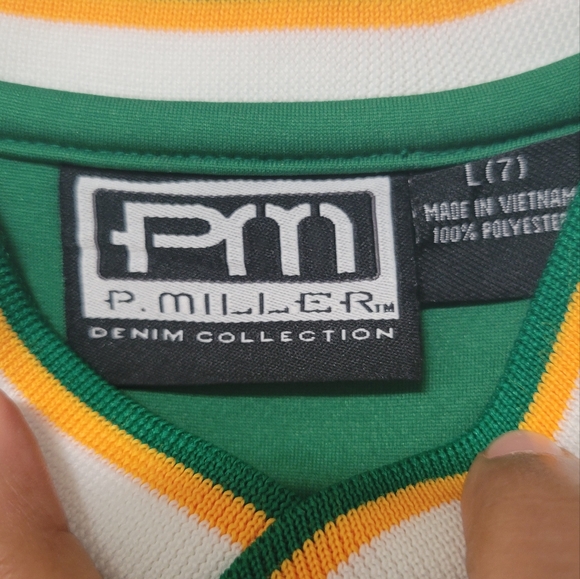 PM
P. MILLER™
DENIM COLLECTION
L(7)
MADE IN VIETNAM
100% POLYESTER